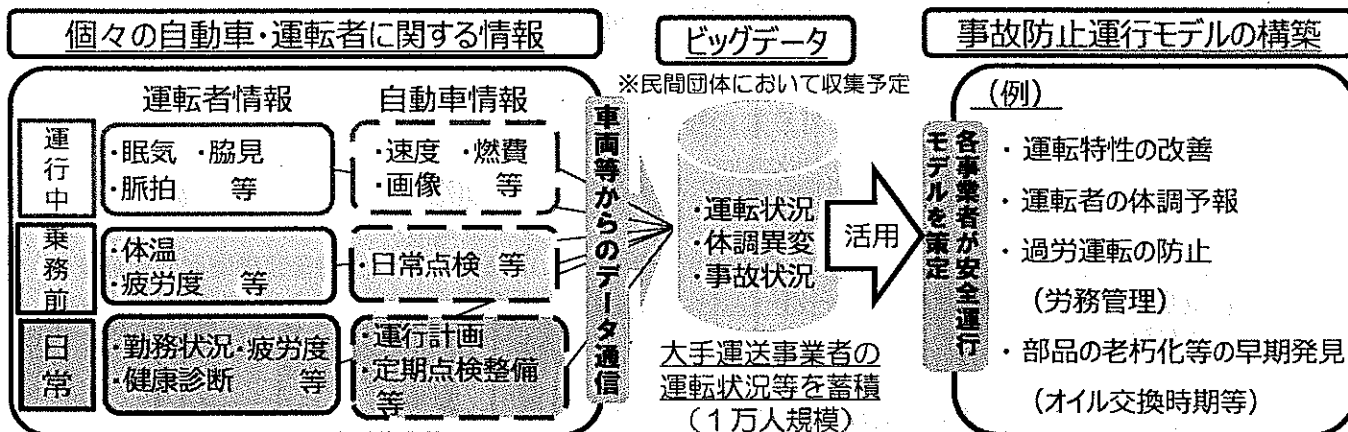 個々の自動車・運転者に関する情報
運転者情報
自動車情報
運行中
・眠気 ・脇見
・脈拍 等
・速度 ・燃費
・画像 等
乗務前
・体温
・疲労度 等
・日常点検 等
日常
・勤務状況・疲労度
・健康診断 等
・運行計画
・定期点検整備
等
車両等からのデータ通信
ビッグデータ
※民間団体において収集予定
・運転状況
・体調異変
・事故状況
大手運送事業者の
運転状況等を蓄積
（１万人規模）
活用
事故防止運行モデルの構築
各事業者が安全運行
モデルを策定
（例）
・ 運転特性の改善
・ 運転者の体調予報
・ 過労運転の防止
（労務管理）
・ 部品の老朽化等の早期発見
（オイル交換時期等）